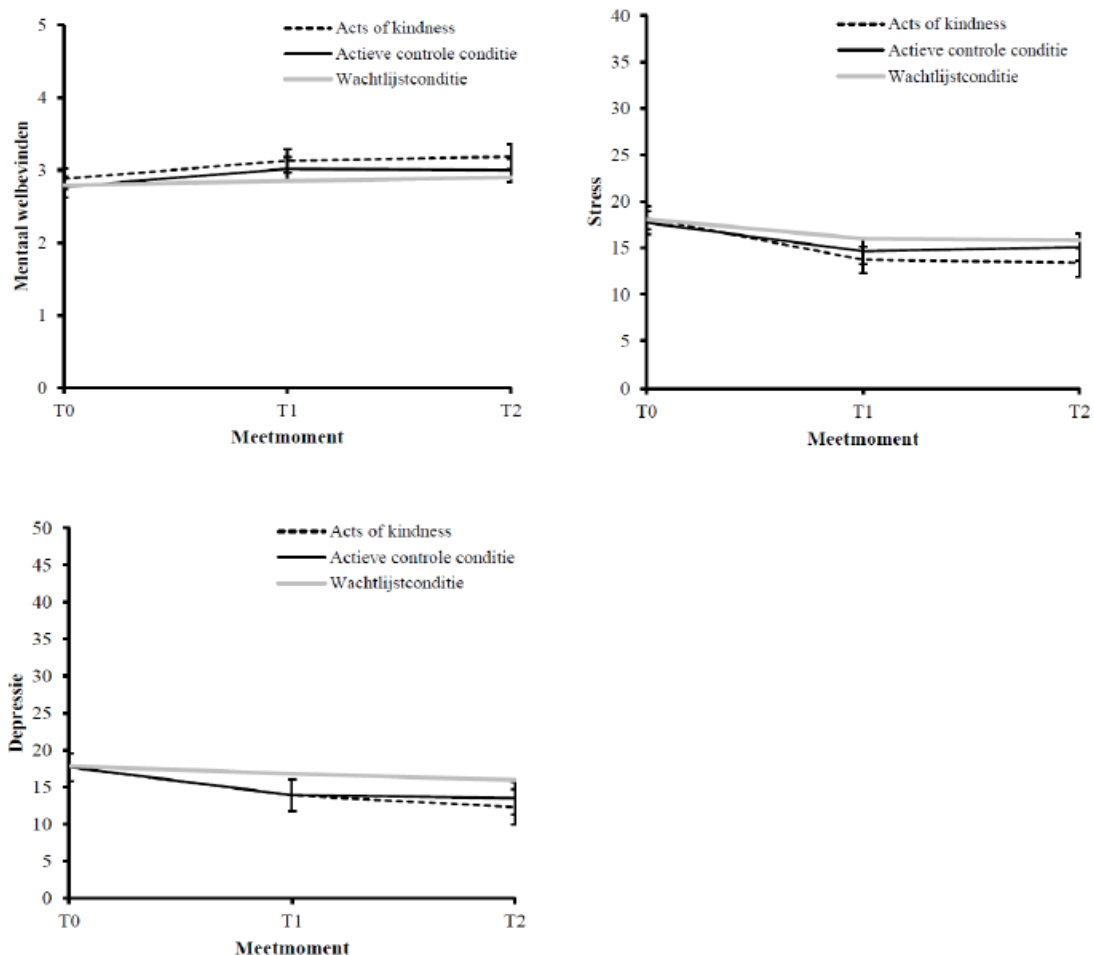 5
4
3
2
1
0
Mentaal welbevinden
Acts of kindness
Actieve controle conditie
Wachtlijstconditie
T0 T1 T2
Meetmoment
40
35
30
25
20
15
10
5
0
Stress
Acts of kindness
Actieve controle conditie
Wachtlijstconditie
T0 T1 T2
Meetmoment
50
45
40
35
30
25
20
15
10
5
0
Depressie
Acts of kindness
Actieve controle conditie
Wachtlijstconditie
T0 T1 T2
Meetmoment